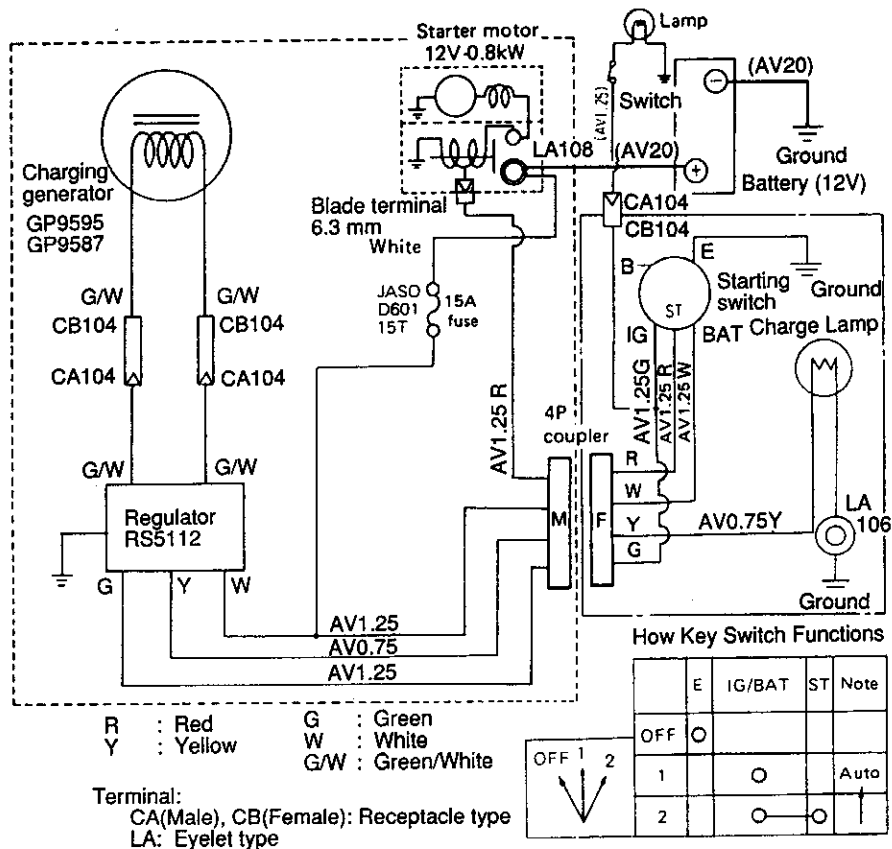 Lamp
Starter motor
12V-0.8kW
(AV20)
Switch
(AV1.25)
Ground
Battery (12V)
LA108 (AV20)
Charging
generator
GP9595
GP9587
Blade terminal
6.3 mm
White
CA104
CB104
B
E
ST
Starting
switch
Ground
IG
BAT
Charge Lamp
JASO
D601
15T
15A
fuse
G/W
G/W
CB104
CB104
CA104
CA104
G/W
G/W
AV1.25 R
AV1.25G
AV1.25 R
AV1.25 W
4P
coupler
M
F
R
W
Y
G
AV0.75Y
LA
106
Ground
Regulator
RS5112
G
Y
W
AV1.25
AV0.75
AV1.25
How Key Switch Functions
E IG/BAT ST Note
OFF
1 Auto
2
OFF 1 2
R : Red
Y : Yellow
G : Green
W : White
G/W : Green/White
Terminal:
CA(Male), CB(Female): Receptacle type
LA: Eyelet type